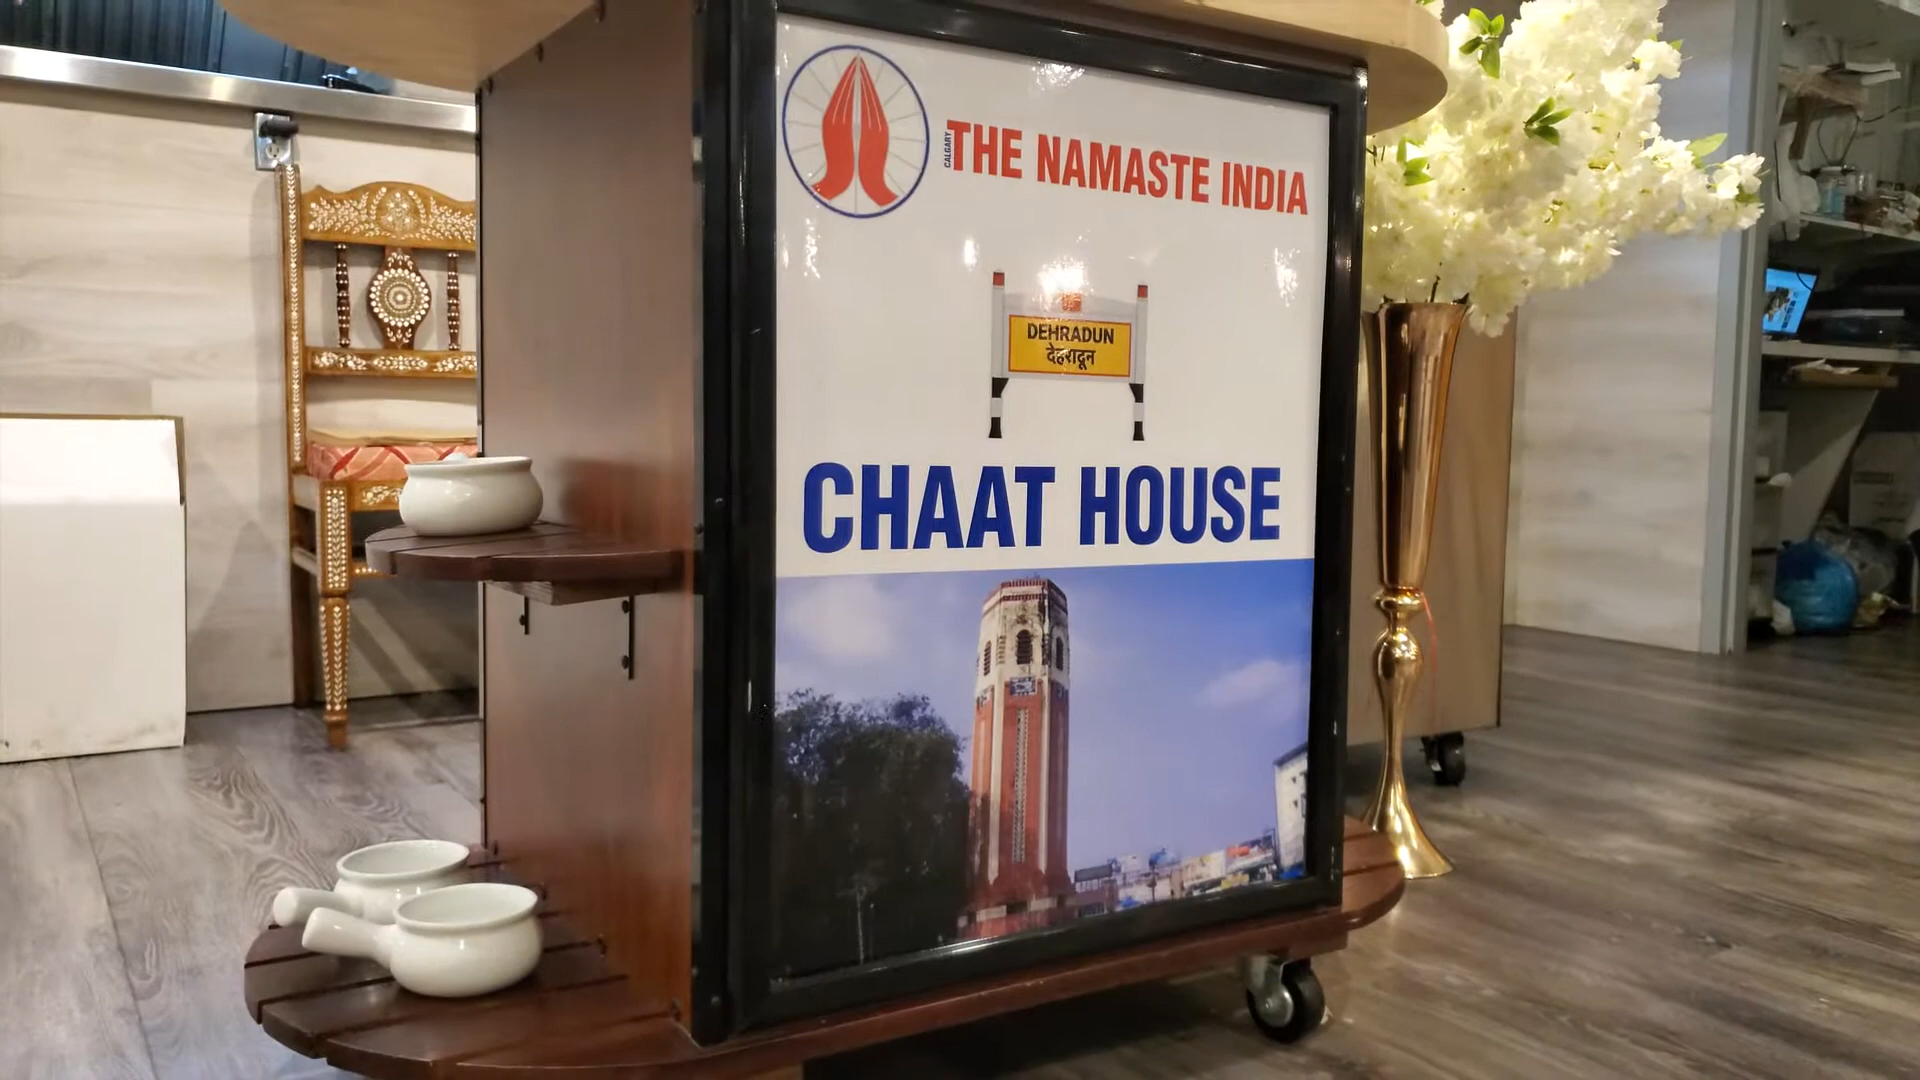 CALGARY
THE NAMASTE INDIA
DEHRADUN
देहरादून
CHAAT HOUSE